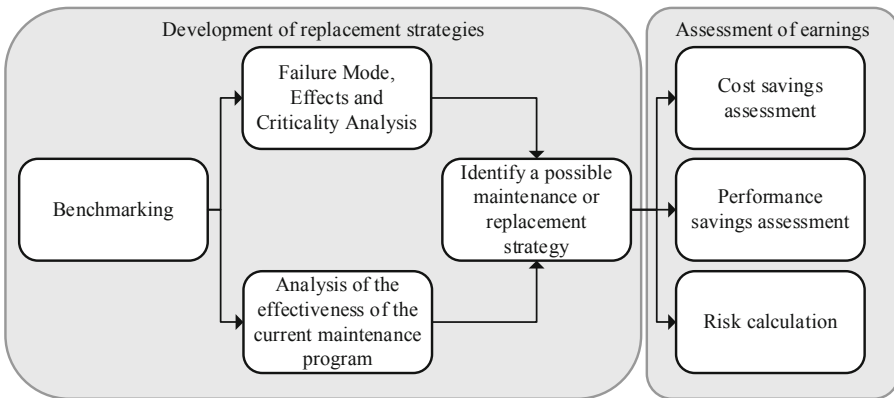 Development of replacement strategies
Assessment of earnings
Benchmarking
Failure Mode,
Effects and
Criticality Analysis
Analysis of the
effectiveness of the
current maintenance
program
Identify a possible
maintenance or
replacement
strategy
Cost savings
assessment
Performance
savings assessment
Risk calculation